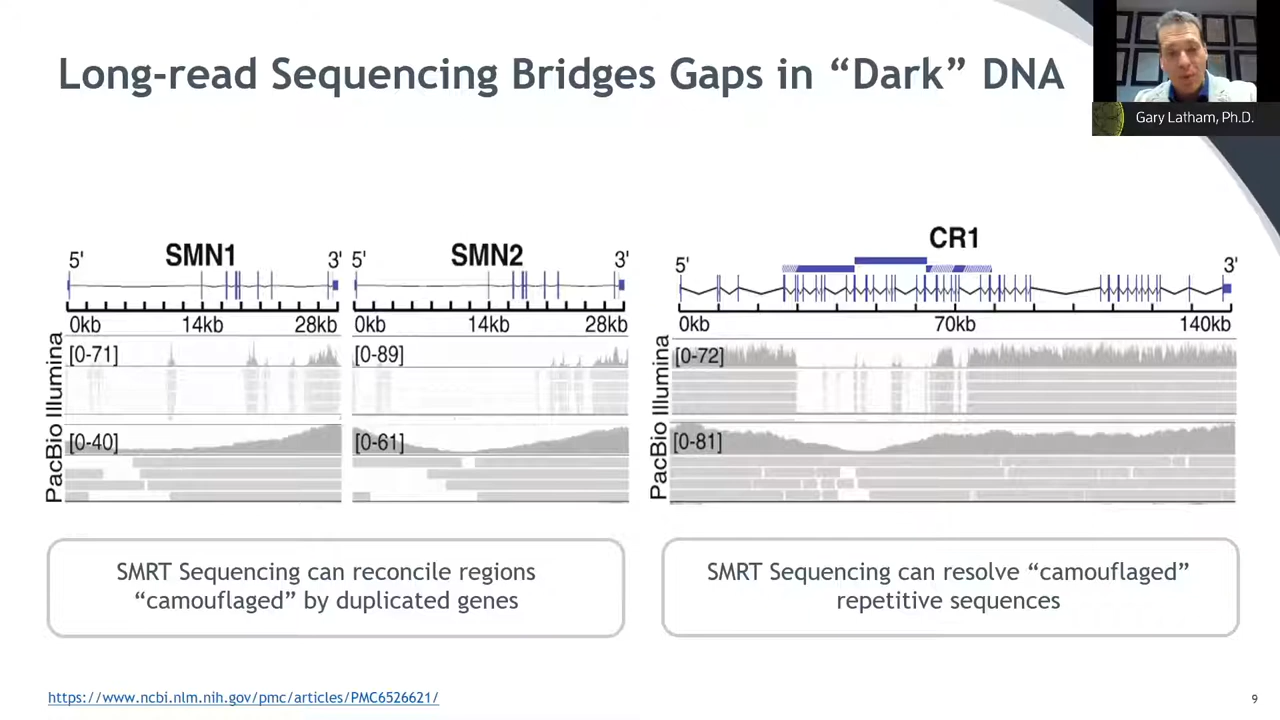 Long-read Sequencing Bridges Gaps in “Dark” DNA
Gary Latham, Ph.D.
5' SMN1 3'
0kb 14kb 28kb
5' SMN2 3'
0kb 14kb 28kb
Illumina
[0-71]
[0-89]
PacBio
[0-40]
[0-61]
CR1
5' 3'
0kb 70kb 140kb
Illumina
[0-72]
PacBio
[0-81]
SMRT Sequencing can reconcile regions
“camouflaged” by duplicated genes
SMRT Sequencing can resolve “camouflaged”
repetitive sequences
https://www.ncbi.nlm.nih.gov/pmc/articles/PMC6526621/
9